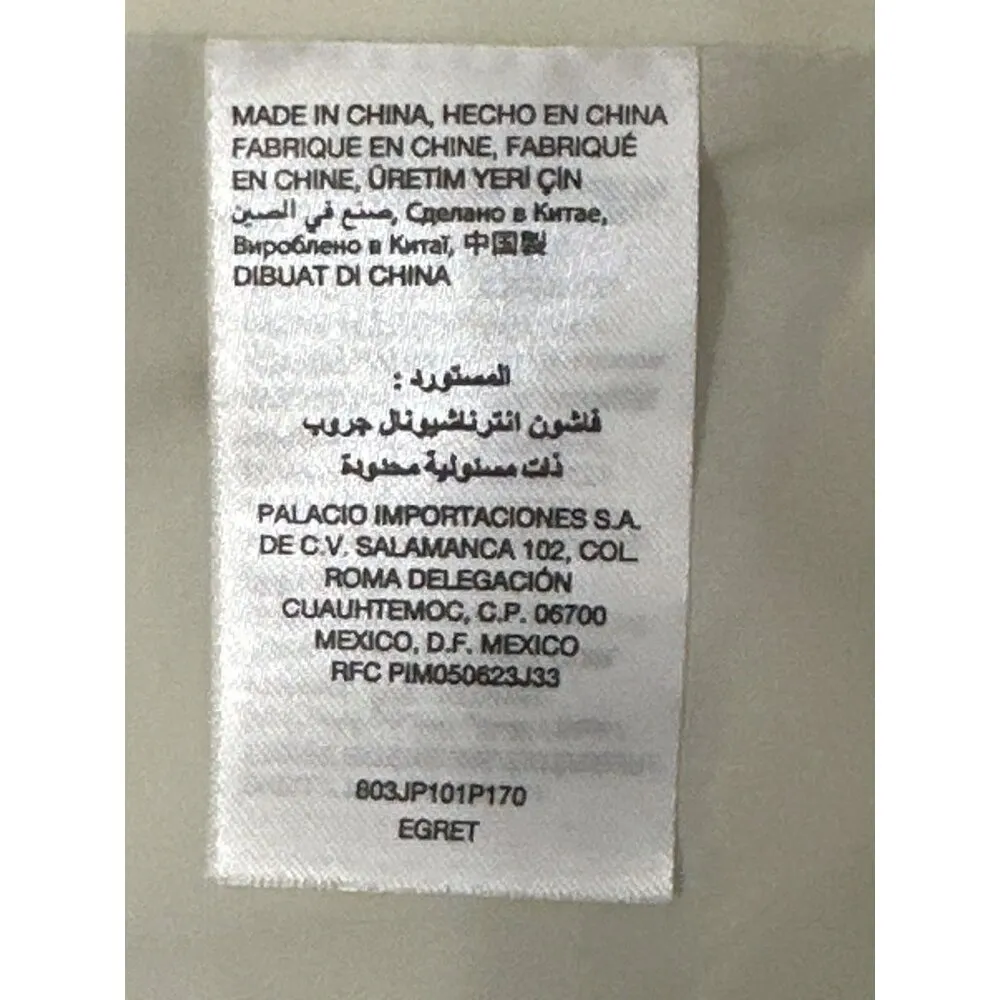 MADE IN CHINA, HECHO EN CHINA
FABRIQUE EN CHINE, FABRIQUÉ
EN CHINE, ÜRETİM YERİ ÇİN
صنع في الصين, Сделано в Китае,
Вироблено в Китаї, 中国製
DIBUAT DI CHINA
المستورد :
فاشون انترناشيونال جروب
ذات مسئولية محدودة
PALACIO IMPORTACIONES S.A.
DE C.V. SALAMANCA 102, COL.
ROMA DELEGACIÓN
CUAUHTEMOC, C.P. 06700
MEXICO, D.F. MEXICO
RFC PIM050623J33
803JP101P170
EGRET